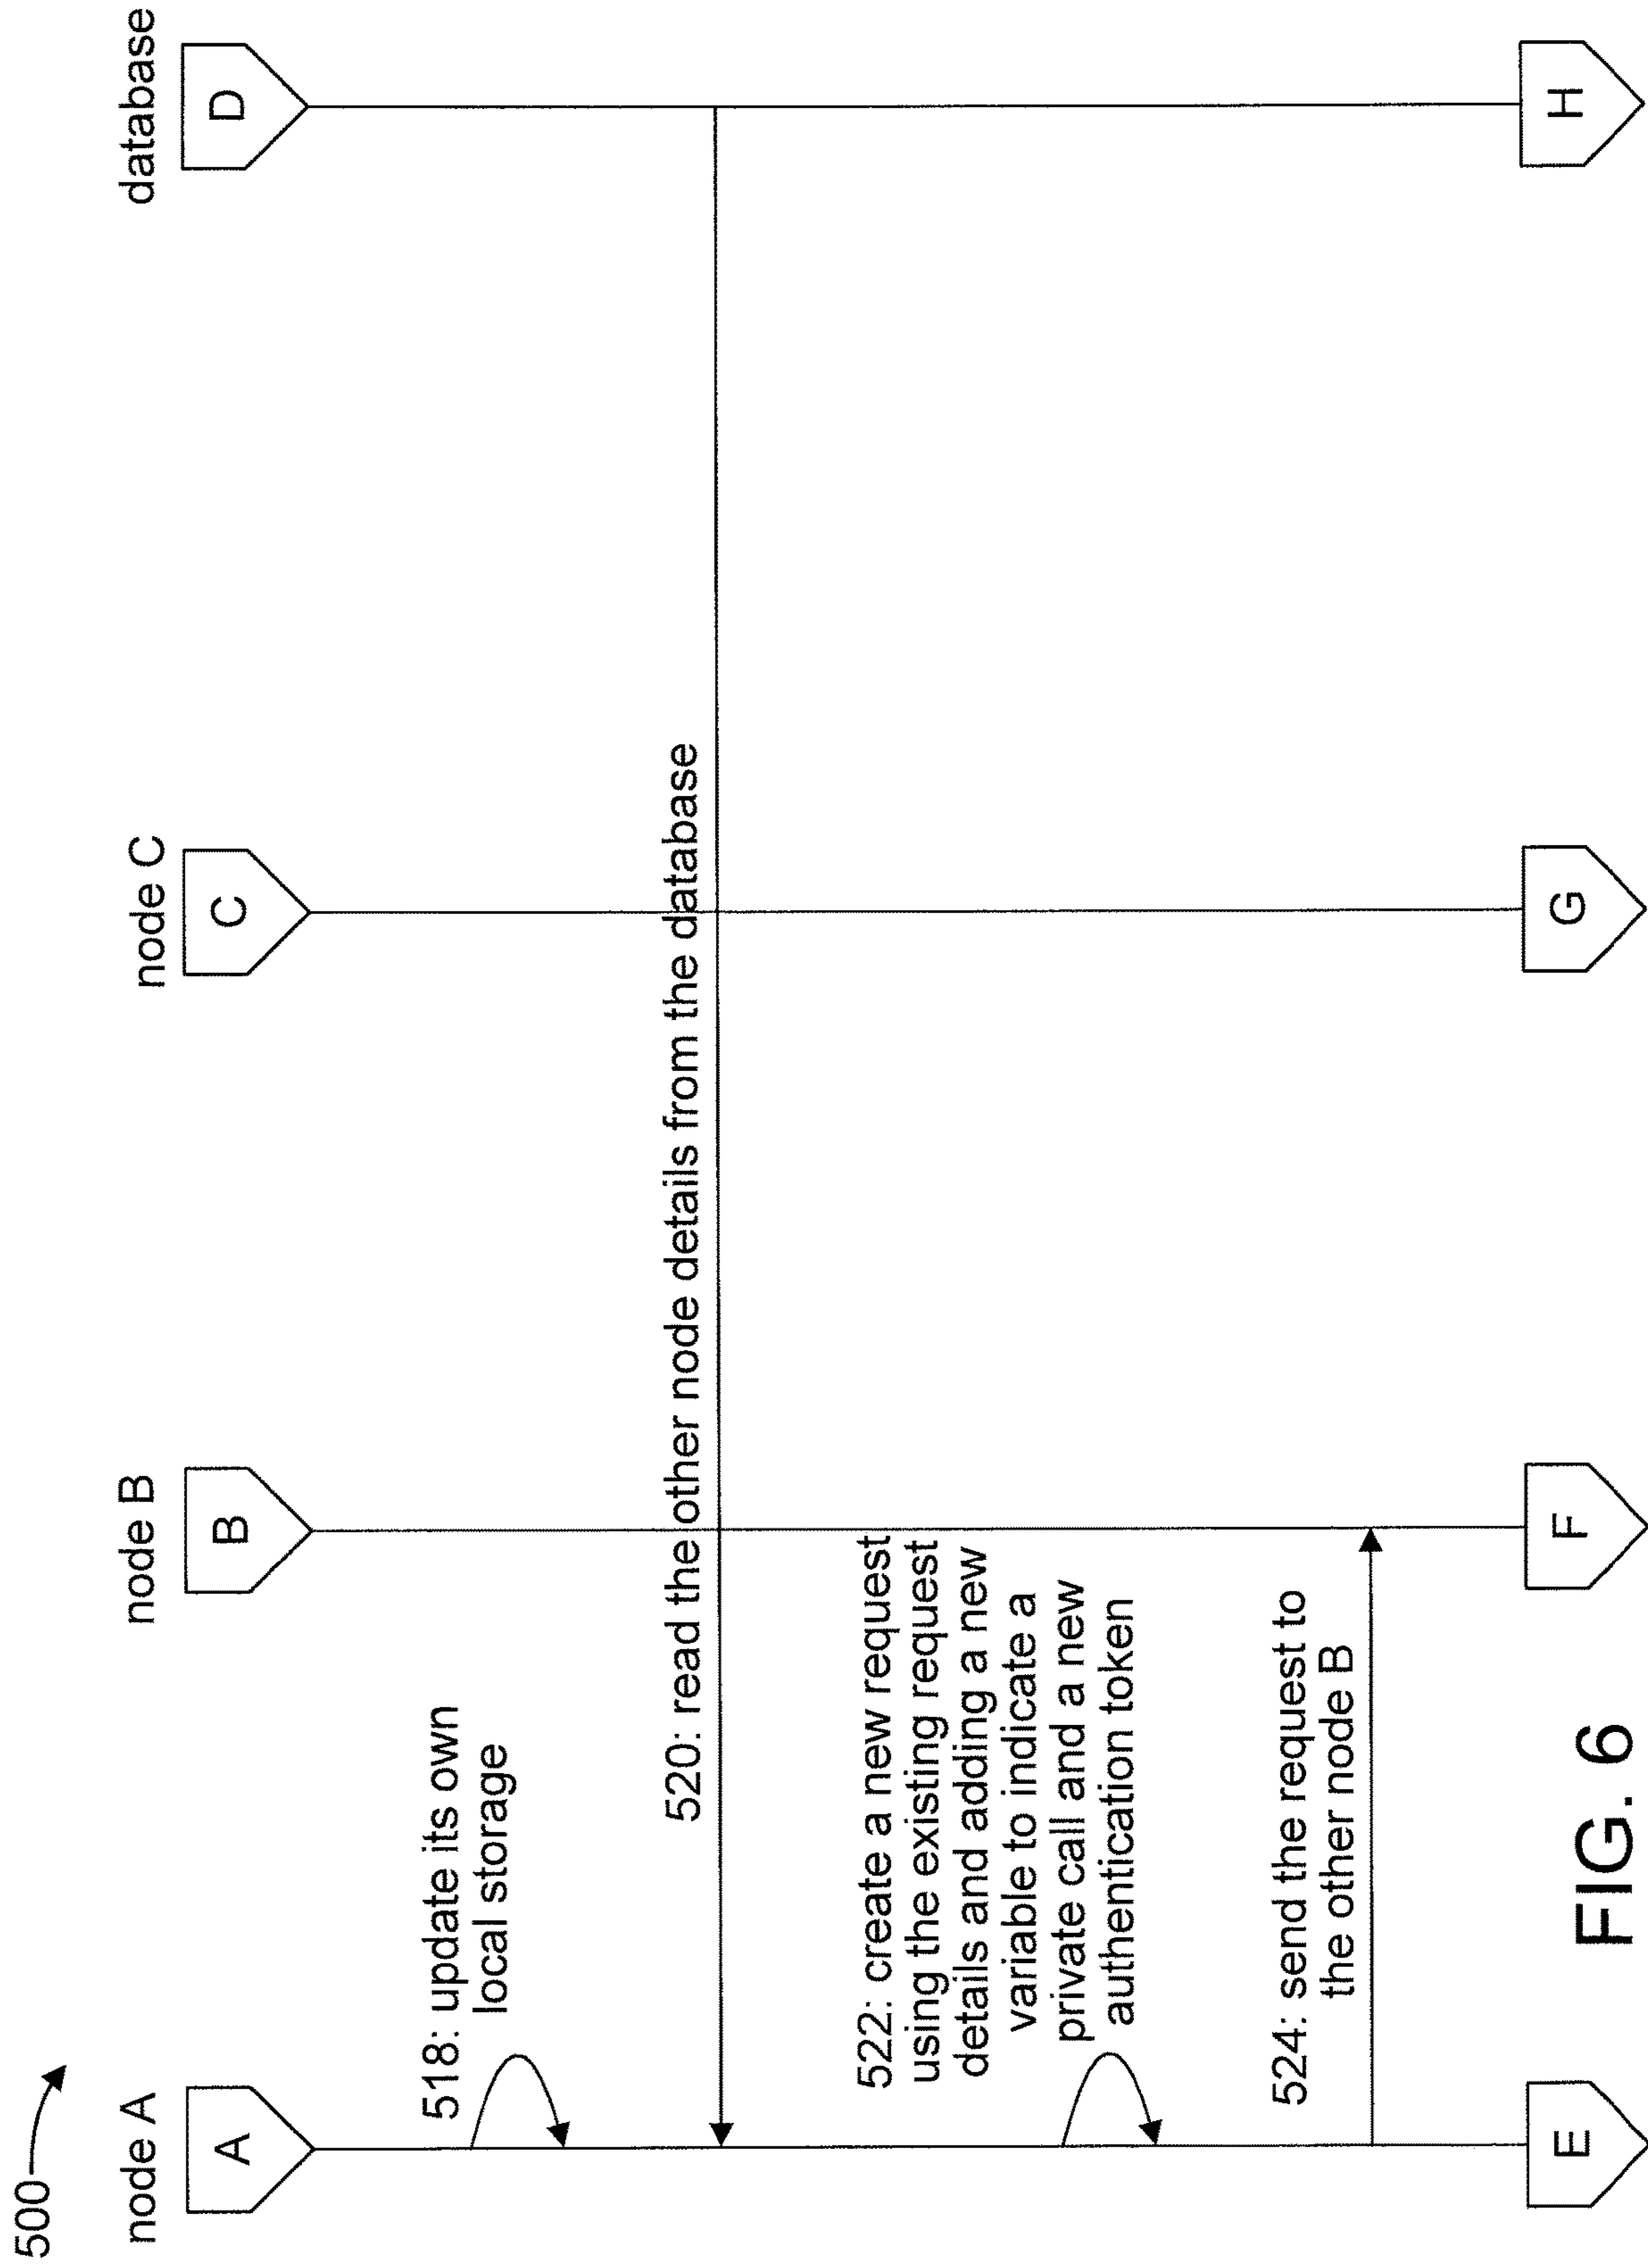 500
node A
node B
node C
database
A
B
C
D
518: update its own
local storage
520: read the other node details from the database
522: create a new request
using the existing request
details and adding a new
variable to indicate a
private call and a new
authentication token
524: send the request to
the other node B
E
F
G
H
FIG. 6